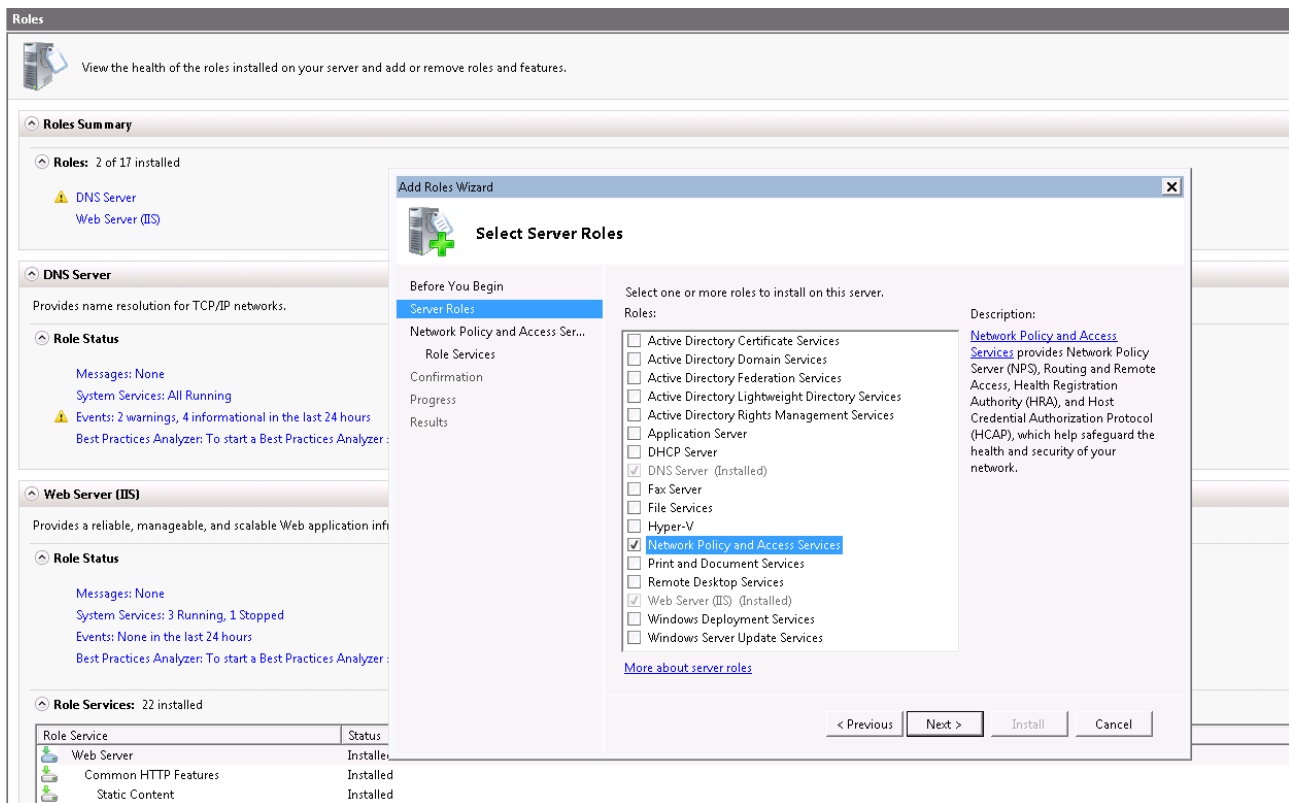 Roles
View the health of the roles installed on your server and add or remove roles and features.
Roles Summary
Roles: 2 of 17 installed
DNS Server
Web Server (IIS)
DNS Server
Provides name resolution for TCP/IP networks.
Role Status
Messages: None
System Services: All Running
Events: 2 warnings, 4 informational in the last 24 hours
Best Practices Analyzer: To start a Best Practices Analyzer
Web Server (IIS)
Provides a reliable, manageable, and scalable Web application
Role Status
Messages: None
System Services: 3 Running, 1 Stopped
Events: None in the last 24 hours
Best Practices Analyzer: To start a Best Practices Analyzer
Role Services: 22 installed
Role Service Status
Web Server Installed
Common HTTP Features Installed
Static Content Installed
Add Roles Wizard
Select Server Roles
Before You Begin
Server Roles
Network Policy and Access Ser...
Role Services
Confirmation
Progress
Results
Select one or more roles to install on this server.
Roles:
Active Directory Certificate Services
Active Directory Domain Services
Active Directory Federation Services
Active Directory Lightweight Directory Services
Active Directory Rights Management Services
Application Server
DHCP Server
DNS Server (Installed)
Fax Server
File Services
Hyper-V
Network Policy and Access Services
Print and Document Services
Remote Desktop Services
Web Server (IIS) (Installed)
Windows Deployment Services
Windows Server Update Services
More about server roles
Description:
Network Policy and Access
Services provides Network Policy
Server (NPS), Routing and Remote
Access, Health Registration
Authority (HRA), and Host
Credential Authorization Protocol
(HCAP), which help safeguard the
health and security of your
network.
< Previous
Next >
Install
Cancel